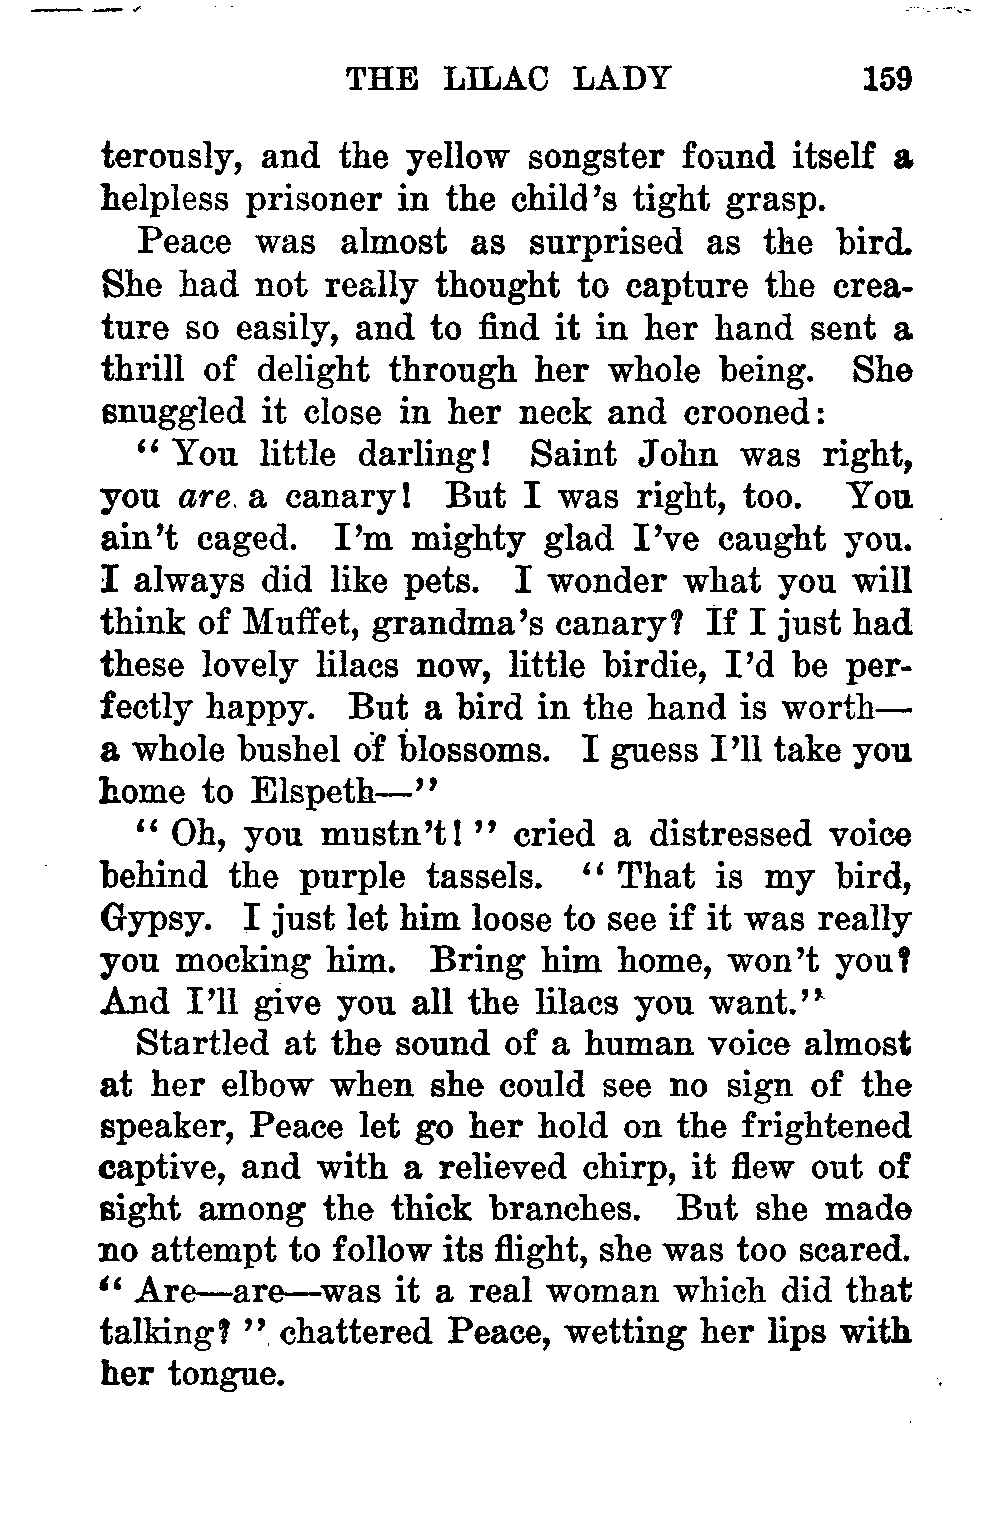 THE LILAC LADY 159
terously, and the yellow songster found itself a
helpless prisoner in the child's tight grasp.
Peace was almost as surprised as the bird.
She had not really thought to capture the crea-
ture so easily, and to find it in her hand sent a
thrill of delight through her whole being. She
snuggled it close in her neck and crooned:
“ You little darling! Saint John was right,
you are a canary! But I was right, too. You
ain't caged. I'm mighty glad I've caught you.
I always did like pets. I wonder what you will
think of Muffet, grandma's canary? If I just had
these lovely lilacs now, little birdie, I'd be per-
fectly happy. But a bird in the hand is worth—
a whole bushel of blossoms. I guess I'll take you
home to Elspeth—”
“ Oh, you mustn't! ” cried a distressed voice
behind the purple tassels. “ That is my bird,
Gypsy. I just let him loose to see if it was really
you mocking him. Bring him home, won't you?
And I'll give you all the lilacs you want.”
Startled at the sound of a human voice almost
at her elbow when she could see no sign of the
speaker, Peace let go her hold on the frightened
captive, and with a relieved chirp, it flew out of
sight among the thick branches. But she made
no attempt to follow its flight, she was too scared.
“ Are—are—was it a real woman which did that
talking? ” chattered Peace, wetting her lips with
her tongue.